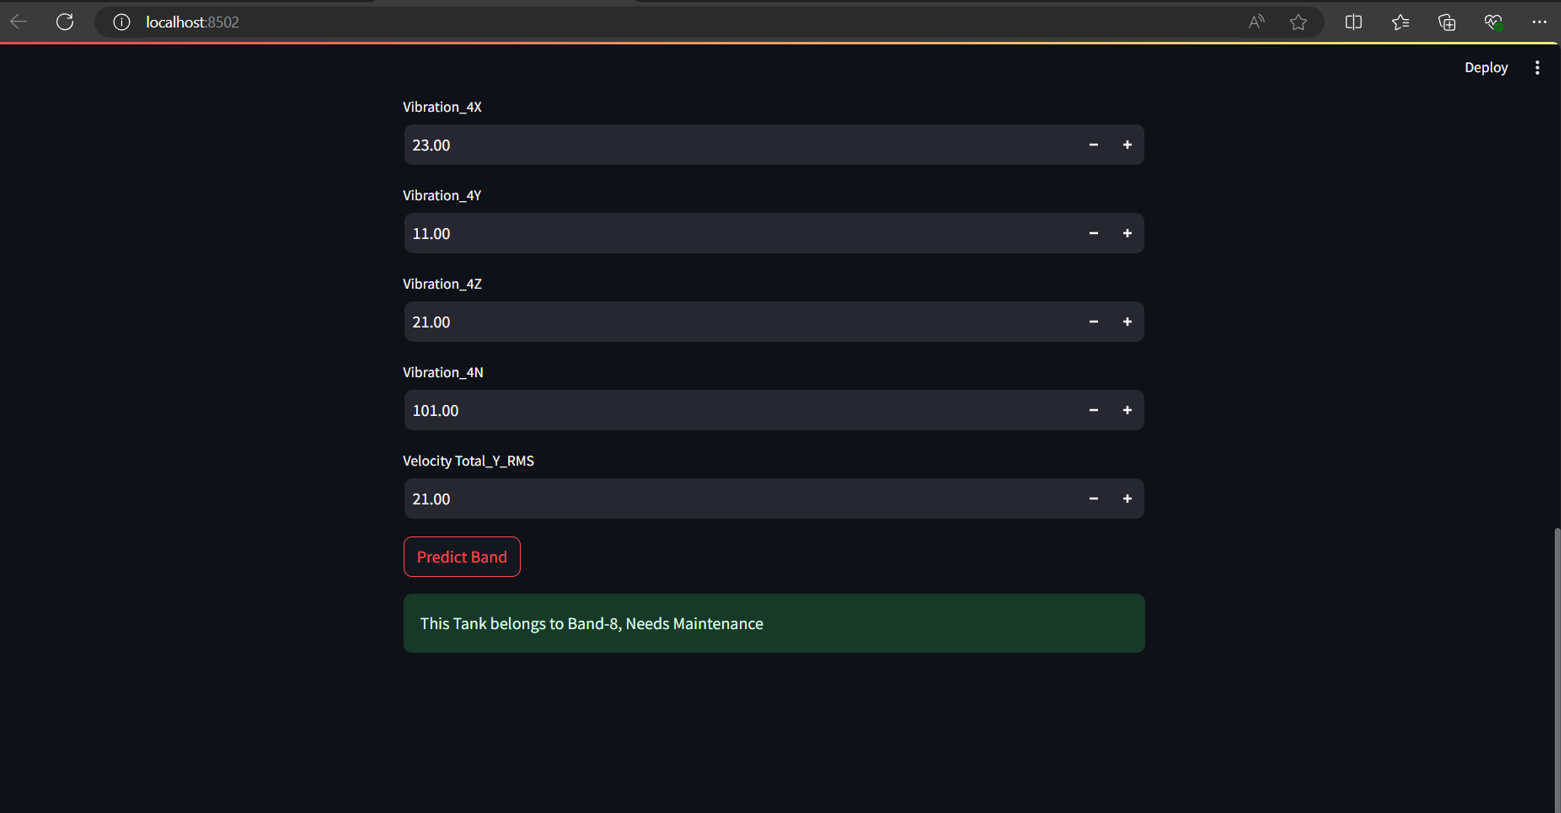 localhost:8502
Deploy
Vibration_4X
23.00
Vibration_4Y
11.00
Vibration_4Z
21.00
Vibration_4N
101.00
Velocity Total_Y_RMS
21.00
Predict Band
This Tank belongs to Band-8, Needs Maintenance